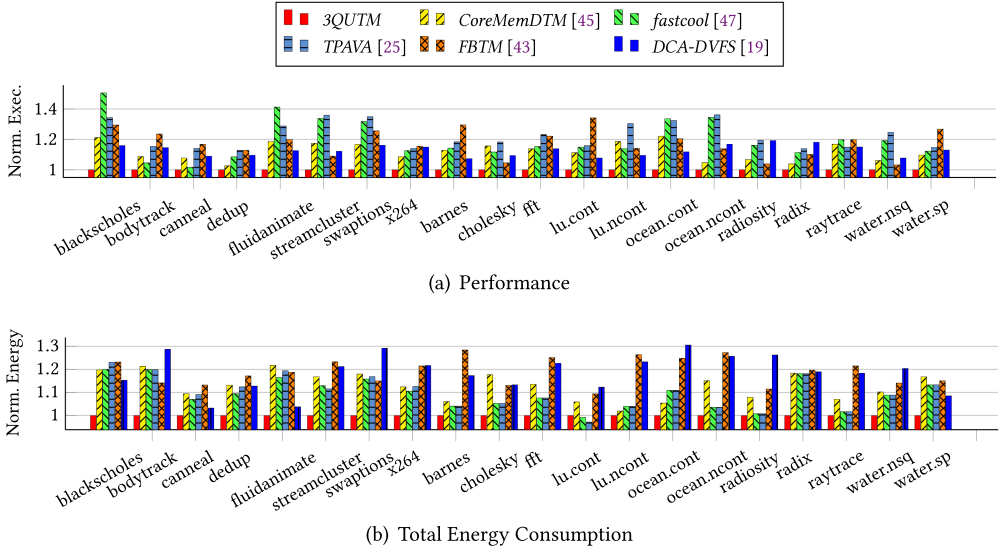 3QUTM CoreMemDTM [45] fastcool [47]
TPAVA [25] FBTM [43] DCA-DVFS [19]
Norm. Exec.
1.4
1.2
1
blackscholes bodytrack canneal dedup fluidanimate streamcluster swaptions x264 barnes cholesky fft lu.cont lu.ncont ocean.cont ocean.ncont radiosity radix raytrace water.nsq water.sp
(a) Performance
Norm. Energy
1.3
1.2
1.1
1
blackscholes bodytrack canneal dedup fluidanimate streamcluster swaptions x264 barnes cholesky fft lu.cont lu.ncont ocean.cont ocean.ncont radiosity radix raytrace water.nsq water.sp
(b) Total Energy Consumption